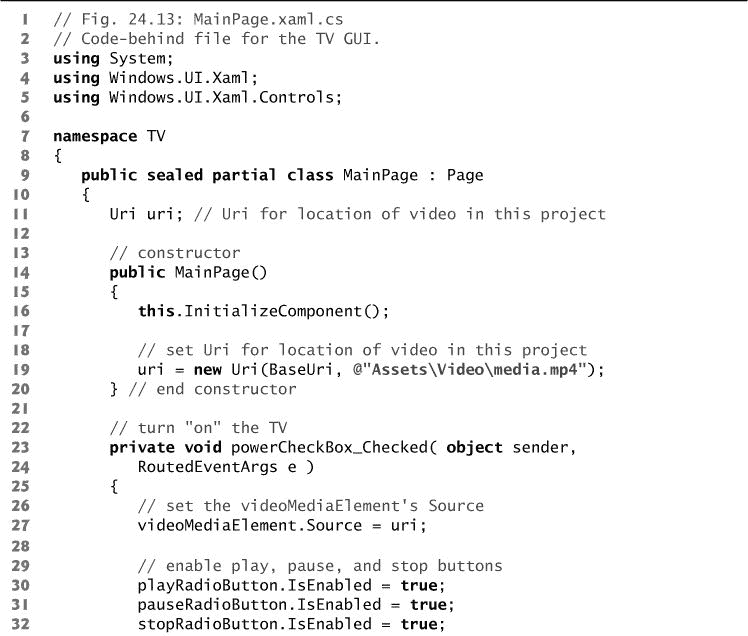 1 // Fig. 24.13: MainPage.xaml.cs
2 // Code-behind file for the TV GUI.
3 using System;
4 using Windows.UI.Xaml;
5 using Windows.UI.Xaml.Controls;
6
7 namespace TV
8 {
9 public sealed partial class MainPage : Page
10 {
11 Uri uri; // Uri for location of video in this project
12
13 // constructor
14 public MainPage()
15 {
16 this.InitializeComponent();
17
18 // set Uri for location of video in this project
19 uri = new Uri(BaseUri, @"Assets\Video\media.mp4");
20 } // end constructor
21
22 // turn "on" the TV
23 private void powerCheckBox_Checked( object sender,
24 RoutedEventArgs e )
25 {
26 // set the videoMediaElement's Source
27 videoMediaElement.Source = uri;
28
29 // enable play, pause, and stop buttons
30 playRadioButton.IsEnabled = true;
31 pauseRadioButton.IsEnabled = true;
32 stopRadioButton.IsEnabled = true;